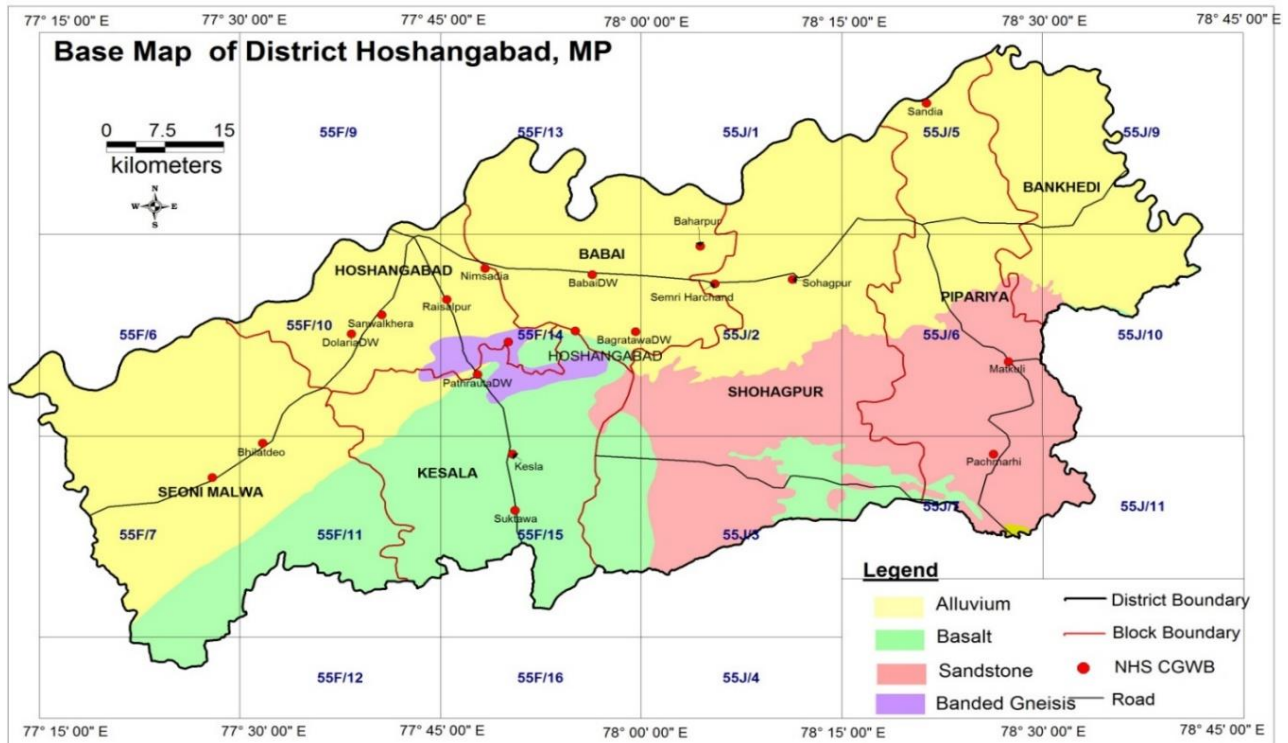 77° 15' 00" E 77° 30' 00" E 77° 45' 00" E 78° 00' 00" E 78° 15' 00" E 78° 30' 00" E 78° 45' 00" E
Base Map of District Hoshangabad, MP
0 7.5 15
kilometers
N
W E
S
55F/9 55F/13 55J/1 55J/5 55J/9
Sandia
BANKHEDI
Baharpur
BABAI
HOSHANGABAD
Nimsadia
BabaiDW
Semri Harchand
Sohagpur
Raisalpur
PIPARIYA
Sanwalkhera
55F/6 55F/10 55F/14 55J/2 55J/6 55J/10
DolariaDW
BagratawaDW
HOSHANGABAD
Matkuli
PathrautaDW
SHOHAGPUR
Bhilatdeo
Kesla
Pachmarhi
KESALA
SEONI MALWA
Suktawa
55F/7 55F/11 55F/15 55J/3 55J/7 55J/11
Legend
Alluvium District Boundary
Basalt Block Boundary
Sandstone NHS CGWB
Banded Gneisis Road
55F/12 55F/16 55J/4
77° 15' 00" E 77° 30' 00" E 77° 45' 00" E 78° 00' 00" E 78° 15' 00" E 78° 30' 00" E 78° 45' 00" E